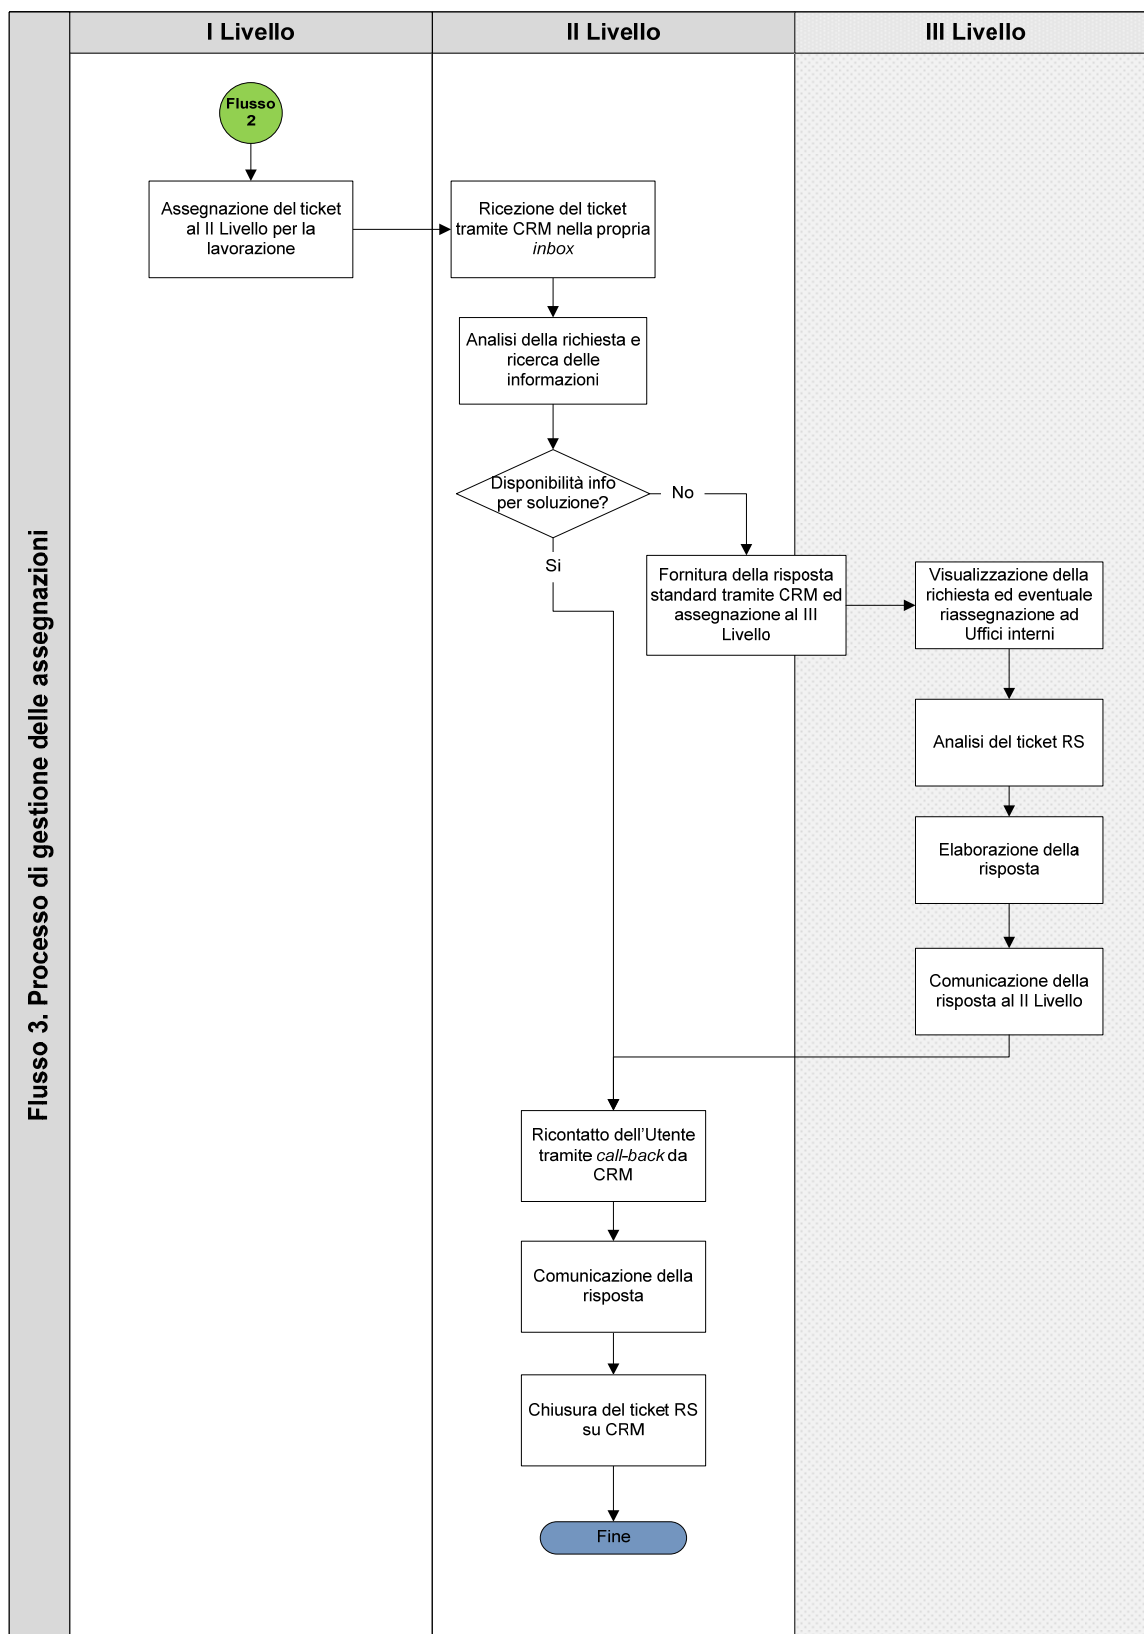 I Livello
II Livello
III Livello
Flusso 3. Processo di gestione delle assegnazioni
Flusso
2
Assegnazione del ticket
al II Livello per la
lavorazione
Ricezione del ticket
tramite CRM nella propria
inbox
Analisi della richiesta e
ricerca delle
informazioni
Disponibilità info
per soluzione?
No
Si
Fornitura della risposta
standard tramite CRM ed
assegnazione al III
Livello
Visualizzazione della
richiesta ed eventuale
riassegnazione ad
Uffici interni
Analisi del ticket RS
Elaborazione della
risposta
Comunicazione della
risposta al II Livello
Ricontatto dell'Utente
tramite call-back da
CRM
Comunicazione della
risposta
Chiusura del ticket RS
su CRM
Fine